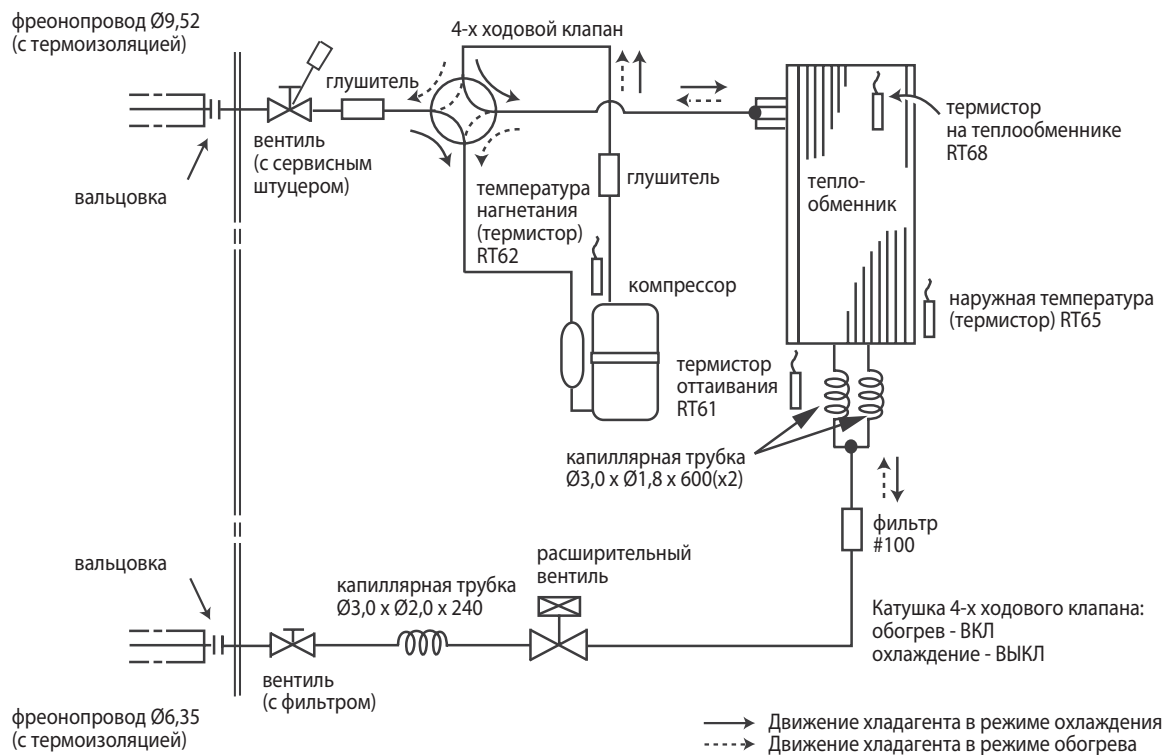 фреонопровод Ø9,52
(с термоизоляцией)
4-х ходовой клапан
глушитель
вентиль
(с сервисным
штуцером)
вальцовка
температура
нагнетания
(термистор)
RT62
глушитель
компрессор
тепло-
обменник
термистор
на теплообменнике
RT68
наружная температура
(термистор) RT65
термистор
оттаивания
RT61
капиллярная трубка
Ø3,0 x Ø1,8 x 600(x2)
фильтр
#100
вальцовка
капиллярная трубка
Ø3,0 x Ø2,0 x 240
расширительный
вентиль
Катушка 4-х ходового клапана:
обогрев - ВКЛ
охлаждение - ВЫКЛ
вентиль
(с фильтром)
фреонопровод Ø6,35
(с термоизоляцией)
Движение хладагента в режиме охлаждения
Движение хладагента в режиме обогрева